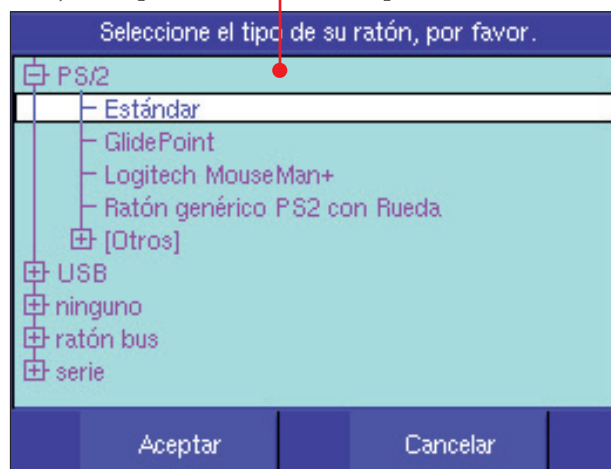 Seleccione el tipo de su ratón, por favor.
PS/2
Estándar
GlidePoint
Logitech MouseMan+
Ratón genérico PS2 con Rueda
[Otros]
USB
ninguno
ratón bus
serie
Aceptar
Cancelar